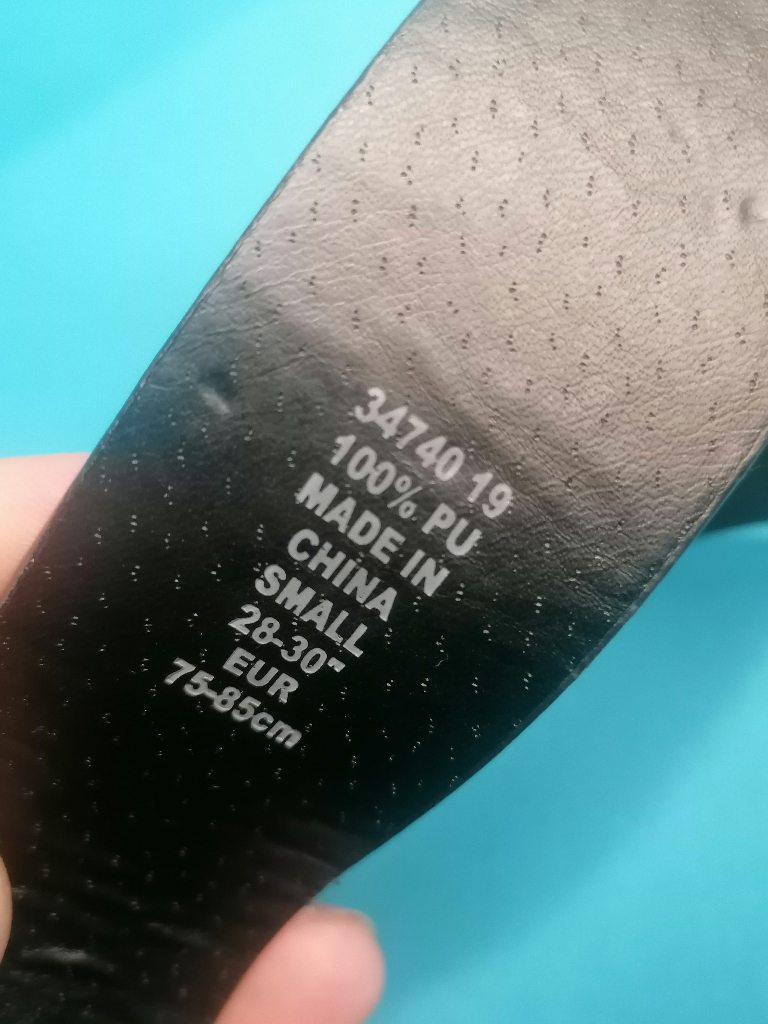 34740 19
100% PU
MADE IN
CHINA
SMALL
28-30"
EUR
75-85cm